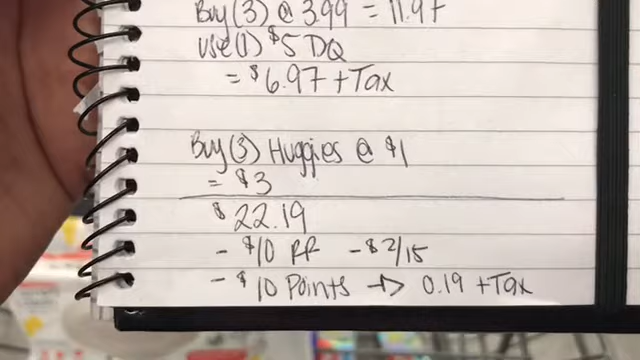 Buy (3) @ 3.99 = 11.97
use (1) $5 DQ
= $6.97 + Tax
Buy (3) Huggies @ $1
= $3
$22.19
- $10 RR - $2/15
- $10 Points → 0.19 + Tax